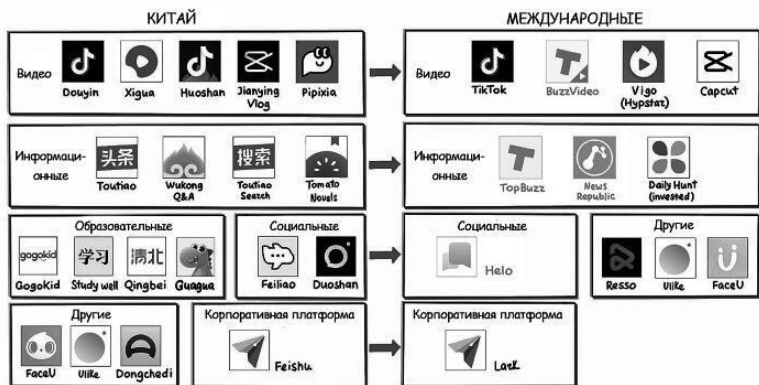 КИТАЙ
МЕЖДУНАРОДНЫЕ
Видео
Douyin
Xigua
Huoshan
Jianying
Vlog
Pipixia
Видео
TikTok
BuzzVideo
Vigo
(Hypstar)
Capcut
Информаци-
онные
头条
Toutiao
Wukong
Q&A
搜索
Toutiao
Search
Tomato
Novels
Информаци-
онные
TopBuzz
News
Republic
Daily Hunt
(invested)
Образовательные
gogokid
GogoKid
学习
Study well
清北
Qingbei
Guagua
Социальные
Feiliao
Duoshan
Социальные
Helo
Другие
Resso
Ulike
FaceU
Другие
FaceU
Ulike
Dongchedi
Корпоративная платформа
Feishu
Корпоративная платформа
Lark